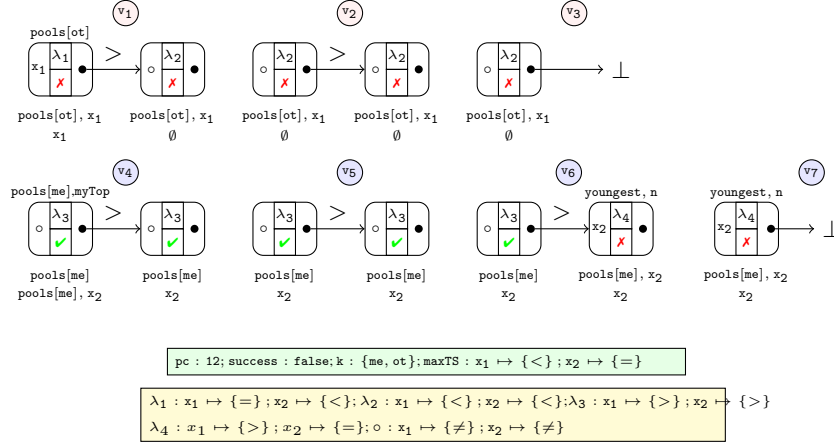 v₁ v₂ v₃
pools[ot]
x₁ λ₁ ✗ > ○ λ₂ ✗ ○ λ₂ ✗ > ○ λ₂ ✗ ○ λ₂ ✗ ⊥
pools[ot], x₁ pools[ot], x₁ pools[ot], x₁ pools[ot], x₁ pools[ot], x₁
x₁ ∅ ∅ ∅ ∅
v₄ v₅ v₆ v₇
pools[me],myTop youngest, n youngest, n
○ λ₃ ✔ > ○ λ₃ ✔ ○ λ₃ ✔ > ○ λ₃ ✔ ○ λ₃ ✔ > x₂ λ₄ ✗ x₂ λ₄ ✗ ⊥
pools[me] pools[me] pools[me] pools[me] pools[me] pools[me], x₂ pools[me], x₂
pools[me], x₂ x₂ x₂ x₂ x₂ x₂ x₂
pc : 12; success : false; k : {me, ot}; maxTS : x₁ ↦ {<} ; x₂ ↦ {=}
λ₁ : x₁ ↦ {=} ; x₂ ↦ {<}; λ₂ : x₁ ↦ {<} ; x₂ ↦ {<};λ₃ : x₁ ↦ {>} ; x₂ ↦ {>}
λ₄ : x₁ ↦ {>} ; x₂ ↦ {=}; ○ : x₁ ↦ {≠} ; x₂ ↦ {≠}